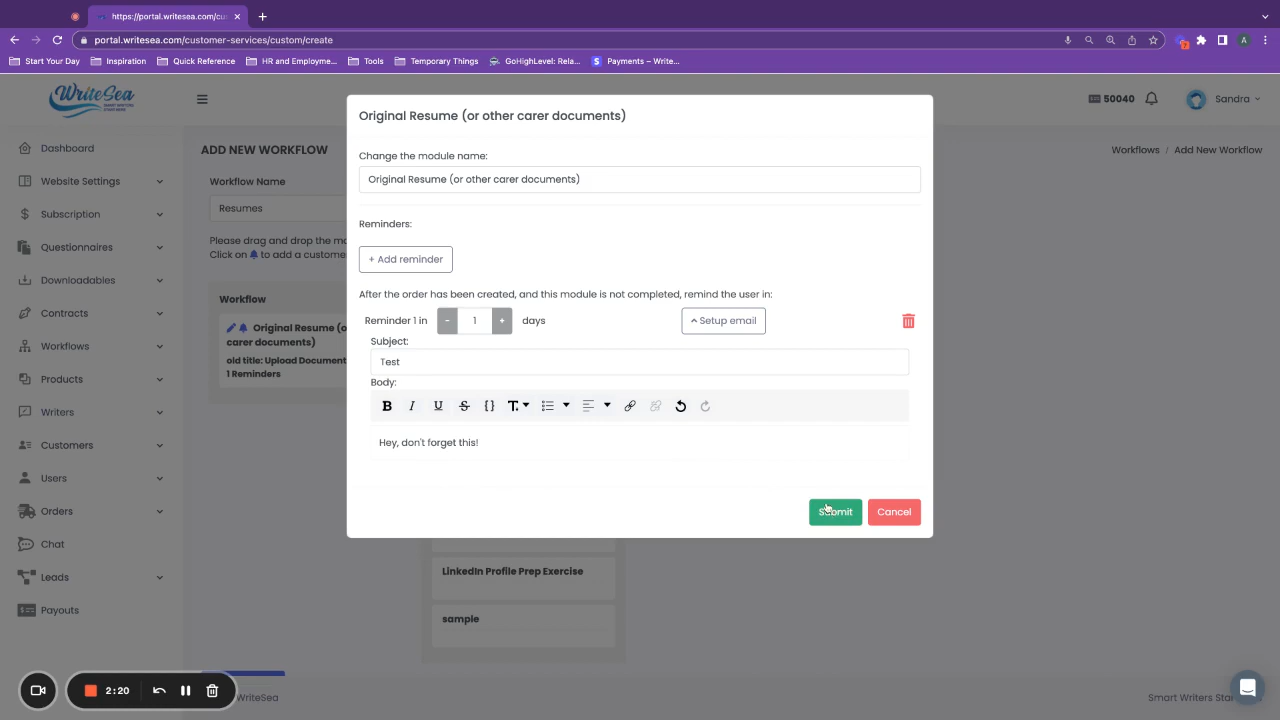 https://portal.writesea.com/cu
portal.writesea.com/customer-services/custom/create
Start Your Day
Inspiration
Quick Reference
HR and Employme...
Tools
Temporary Things
GoHighLevel: Rela...
Payments – Write...
WriteSea
50040
Sandra
Dashboard
Website Settings
Subscription
Questionnaires
Downloadables
Contracts
Workflows
Products
Writers
Customers
Users
Orders
Chat
Leads
Payouts
ADD NEW WORKFLOW
Workflows / Add New Workflow
Workflow Name
Resumes
Please drag and drop the mo
Click on to add a custome
Workflow
Original Resume (o
carer documents)
old title: Upload Document
1 Reminders
Original Resume (or other carer documents)
Change the module name:
Original Resume (or other carer documents)
Reminders:
+ Add reminder
After the order has been created, and this module is not completed, remind the user in:
Reminder 1 in - 1 + days
Setup email
Subject:
Test
Body:
B I U S {} T
Hey, don't forget this!
Submit
Cancel
LinkedIn Profile Prep Exercise
sample
2:20
WriteSea
Smart Writers Sta